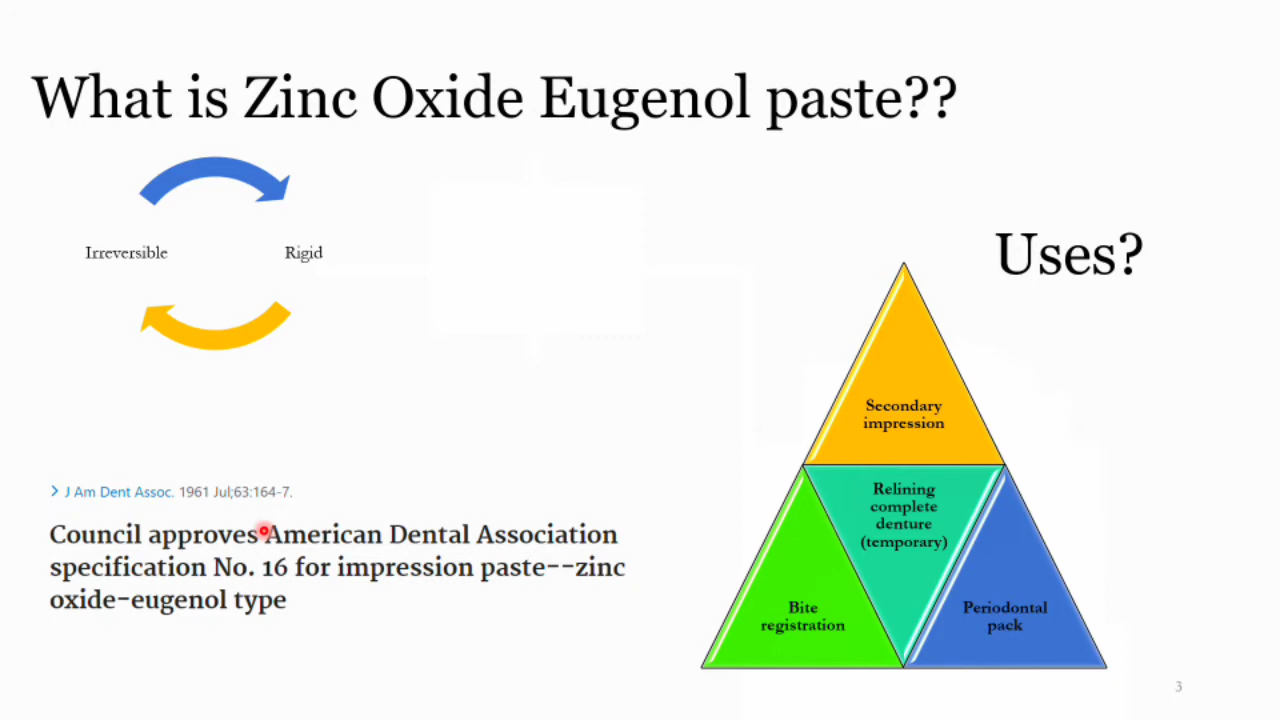 What is Zinc Oxide Eugenol paste??
Irreversible
Rigid
Uses?
Secondary
impression
Relining
complete
denture
(temporary)
Bite
registration
Periodontal
pack
> J Am Dent Assoc. 1961 Jul;63:164-7.
Council approves American Dental Association
specification No. 16 for impression paste--zinc
oxide-eugenol type
3